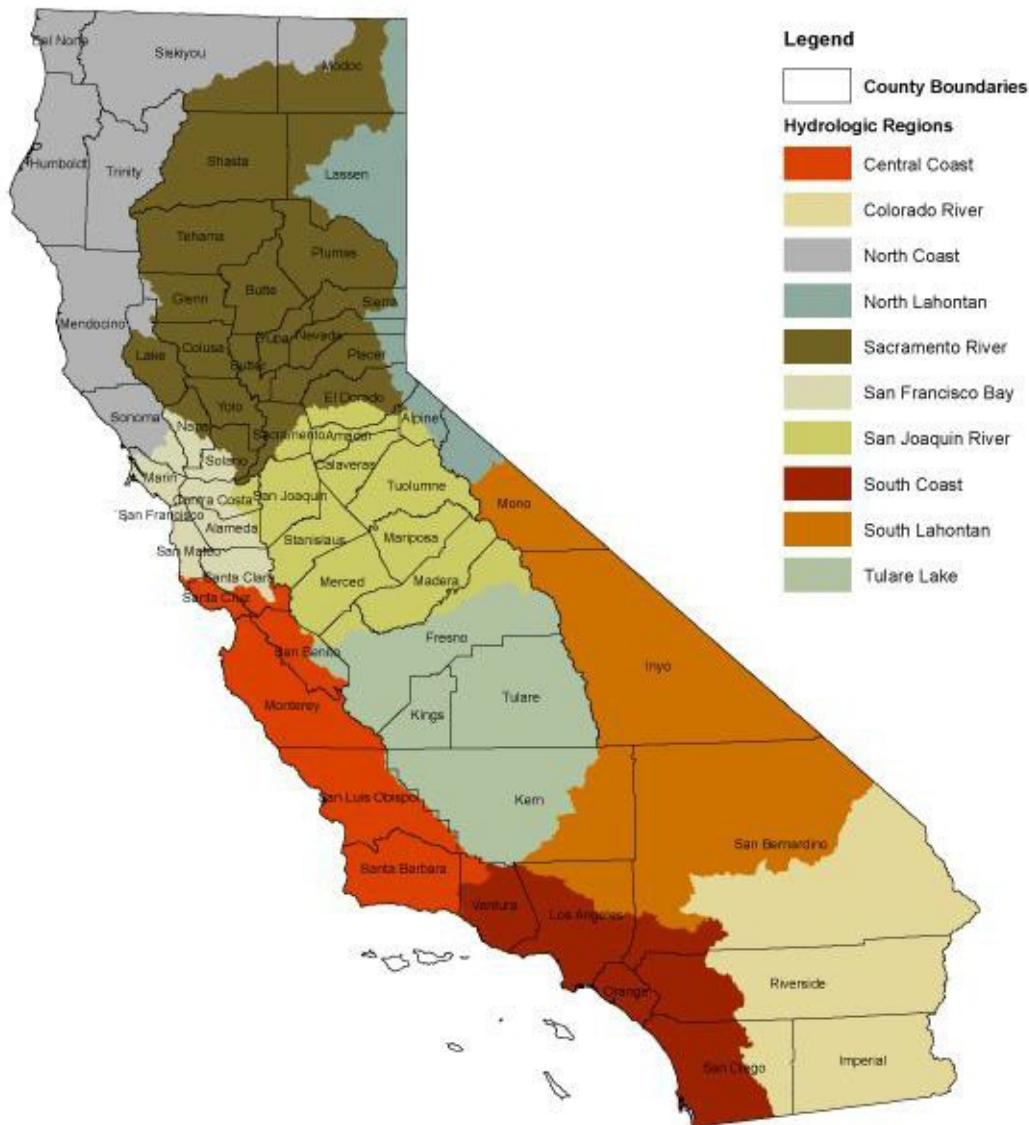 Legend
County Boundaries
Hydrologic Regions
Central Coast
Colorado River
North Coast
North Lahontan
Sacramento River
San Francisco Bay
San Joaquin River
South Coast
South Lahontan
Tulare Lake
Del Norte
Siskiyou
Modoc
Humboldt
Trinity
Shasta
Lassen
Tehama
Plumas
Glenn
Butte
Sierra
Mendocino
Lake
Colusa
Sutter
Yuba
Nevada
Placer
Sonoma
Napa
Yolo
El Dorado
Sacramento
Amador
Alpine
Solano
Marin
Calaveras
Contra Costa
San Joaquin
Tuolumne
Mono
San Francisco
Alameda
Stanislaus
Mariposa
San Mateo
Santa Clara
Merced
Madera
Santa Cruz
San Benito
Fresno
Inyo
Monterey
Kings
Tulare
San Luis Obispo
Kern
San Bernardino
Santa Barbara
Ventura
Los Angeles
Orange
Riverside
San Diego
Imperial